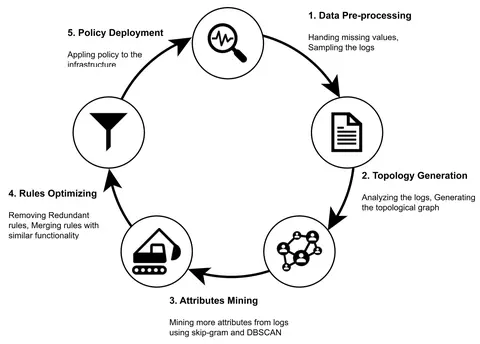 1. Data Pre-processing
Handing missing values,
Sampling the logs
2. Topology Generation
Analyzing the logs, Generating
the topological graph
3. Attributes Mining
Mining more attributes from logs
using skip-gram and DBSCAN
4. Rules Optimizing
Removing Redundant
rules, Merging rules with
similar functionality
5. Policy Deployment
Appling policy to the
infrastructure